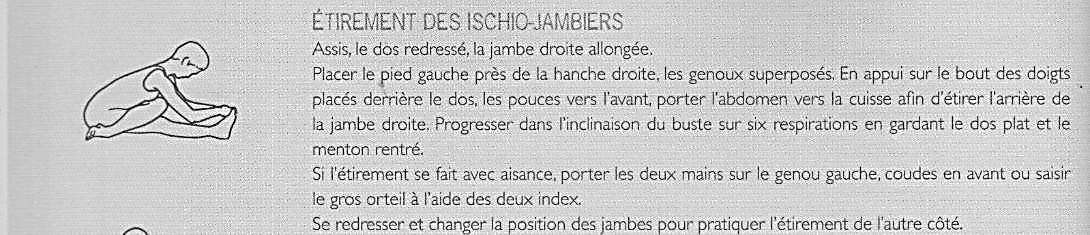 ÉTIREMENT DES ISCHIO-JAMBIERS
Assis, le dos redressé, la jambe droite allongée.
Placer le pied gauche près de la hanche droite, les genoux superposés. En appui sur le bout des doigts
placés derrière le dos, les pouces vers l'avant, porter l'abdomen vers la cuisse afin d'étirer l'arrière de
la jambe droite. Progresser dans l'inclinaison du buste sur six respirations en gardant le dos plat et le
menton rentré.
Si l'étirement se fait avec aisance, porter les deux mains sur le genou gauche, coudes en avant ou saisir
le gros orteil à l'aide des deux index.
Se redresser et changer la position des jambes pour pratiquer l'étirement de l'autre côté.